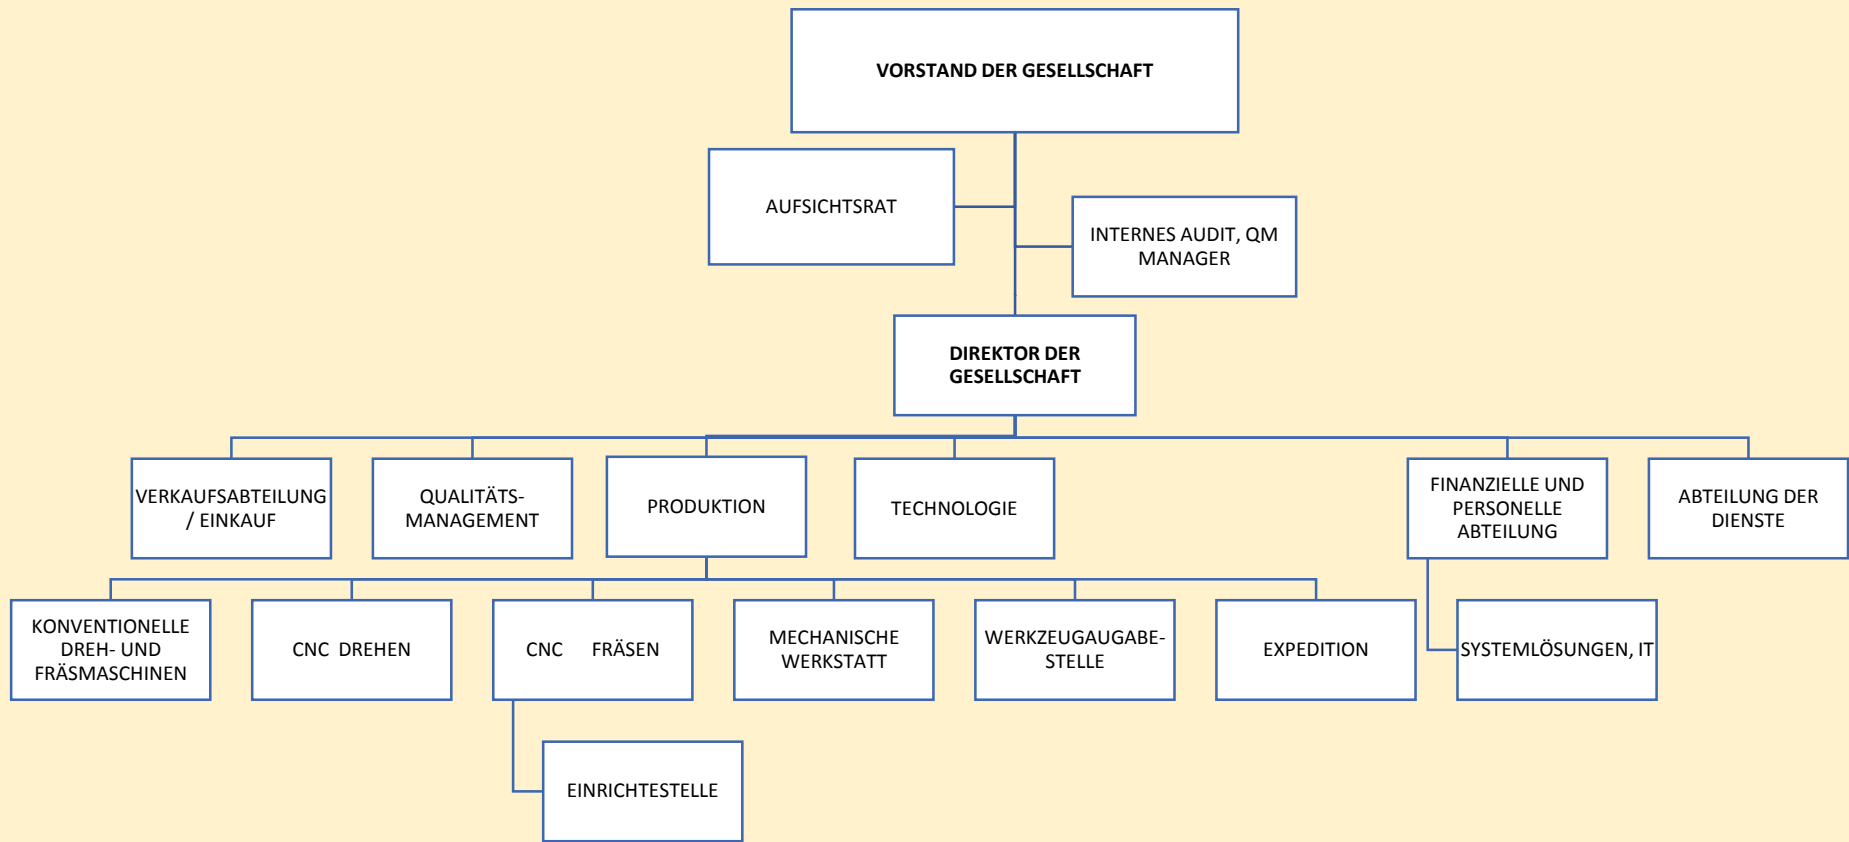 VORSTAND DER GESELLSCHAFT
AUFSICHTSRAT
INTERNES AUDIT, QM
MANAGER
DIREKTOR DER
GESELLSCHAFT
VERKAUFSABTEILUNG
/ EINKAUF
QUALITÄTS-
MANAGEMENT
PRODUKTION
TECHNOLOGIE
FINANZIELLE UND
PERSONELLE
ABTEILUNG
ABTEILUNG DER
DIENSTE
KONVENTIONELLE
DREH- UND
FRÄSMASCHINEN
CNC DREHEN
CNC FRÄSEN
MECHANISCHE
WERKSTATT
WERKZEUGAUGABE-
STELLE
EXPEDITION
SYSTEMLÖSUNGEN, IT
EINRICHTESTELLE